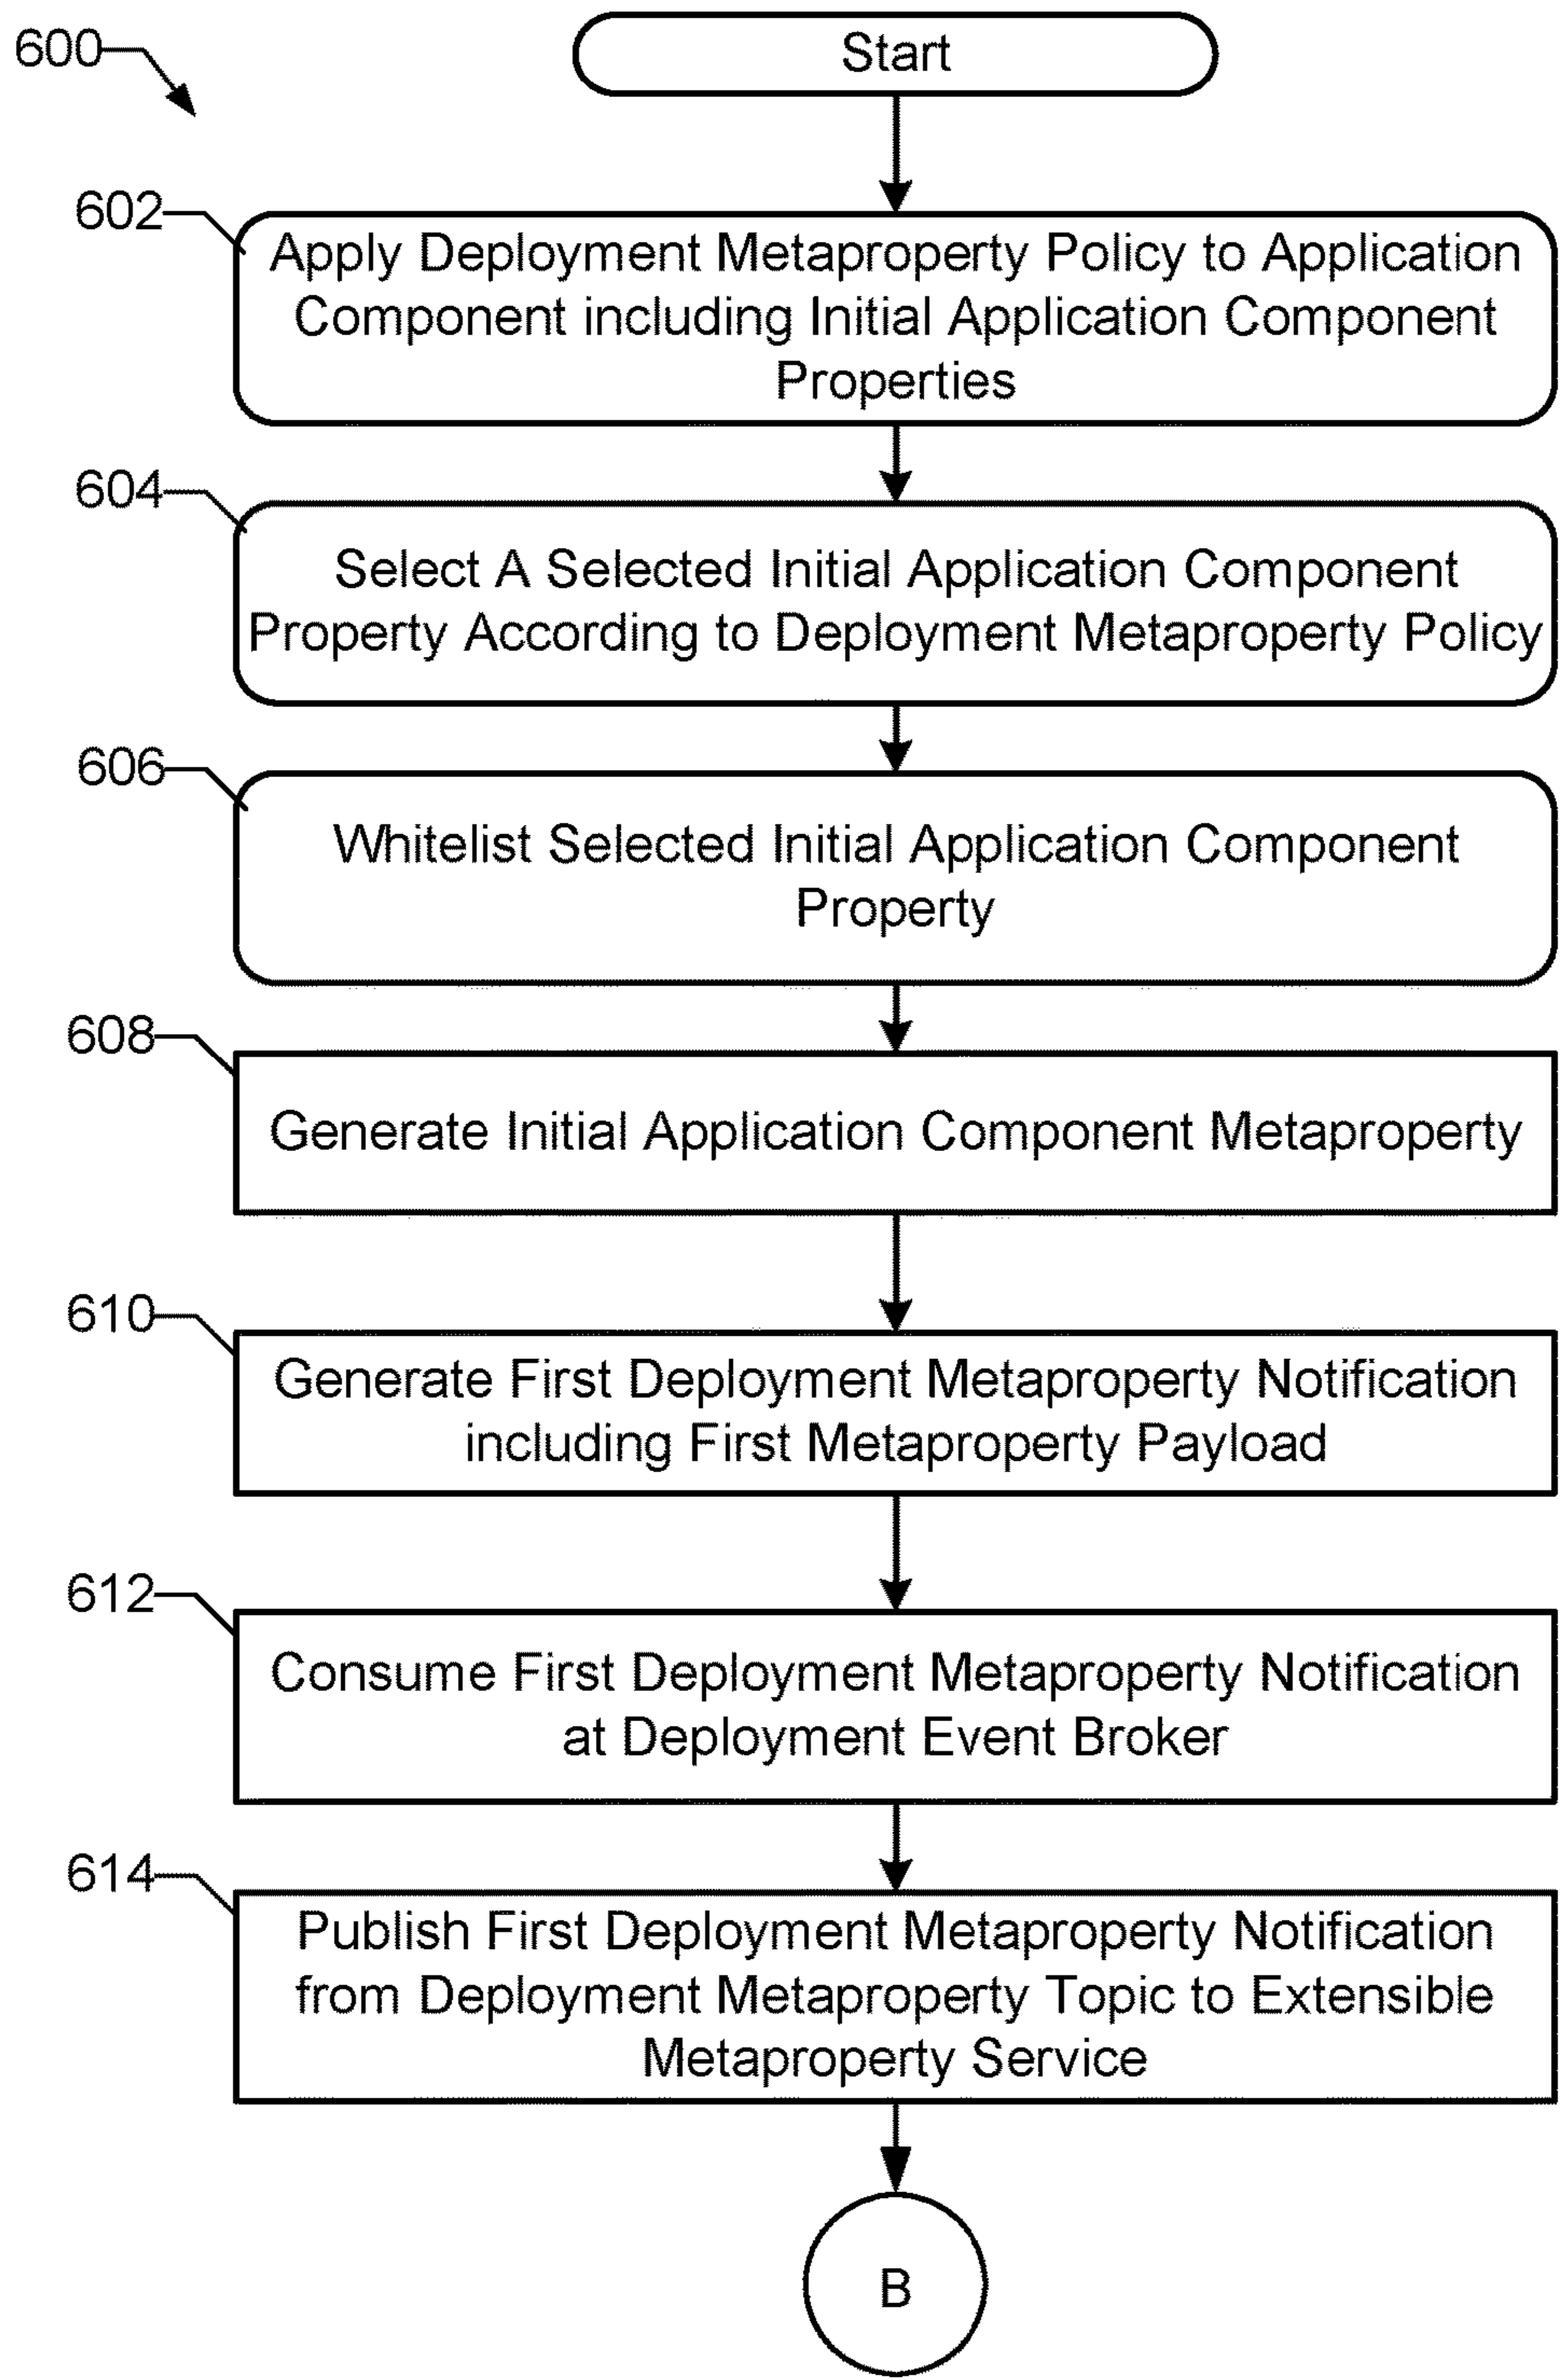 600
Start
602
Apply Deployment Metaproperty Policy to Application
Component including Initial Application Component
Properties
604
Select A Selected Initial Application Component
Property According to Deployment Metaproperty Policy
606
Whitelist Selected Initial Application Component
Property
608
Generate Initial Application Component Metaproperty
610
Generate First Deployment Metaproperty Notification
including First Metaproperty Payload
612
Consume First Deployment Metaproperty Notification
at Deployment Event Broker
614
Publish First Deployment Metaproperty Notification
from Deployment Metaproperty Topic to Extensible
Metaproperty Service
B